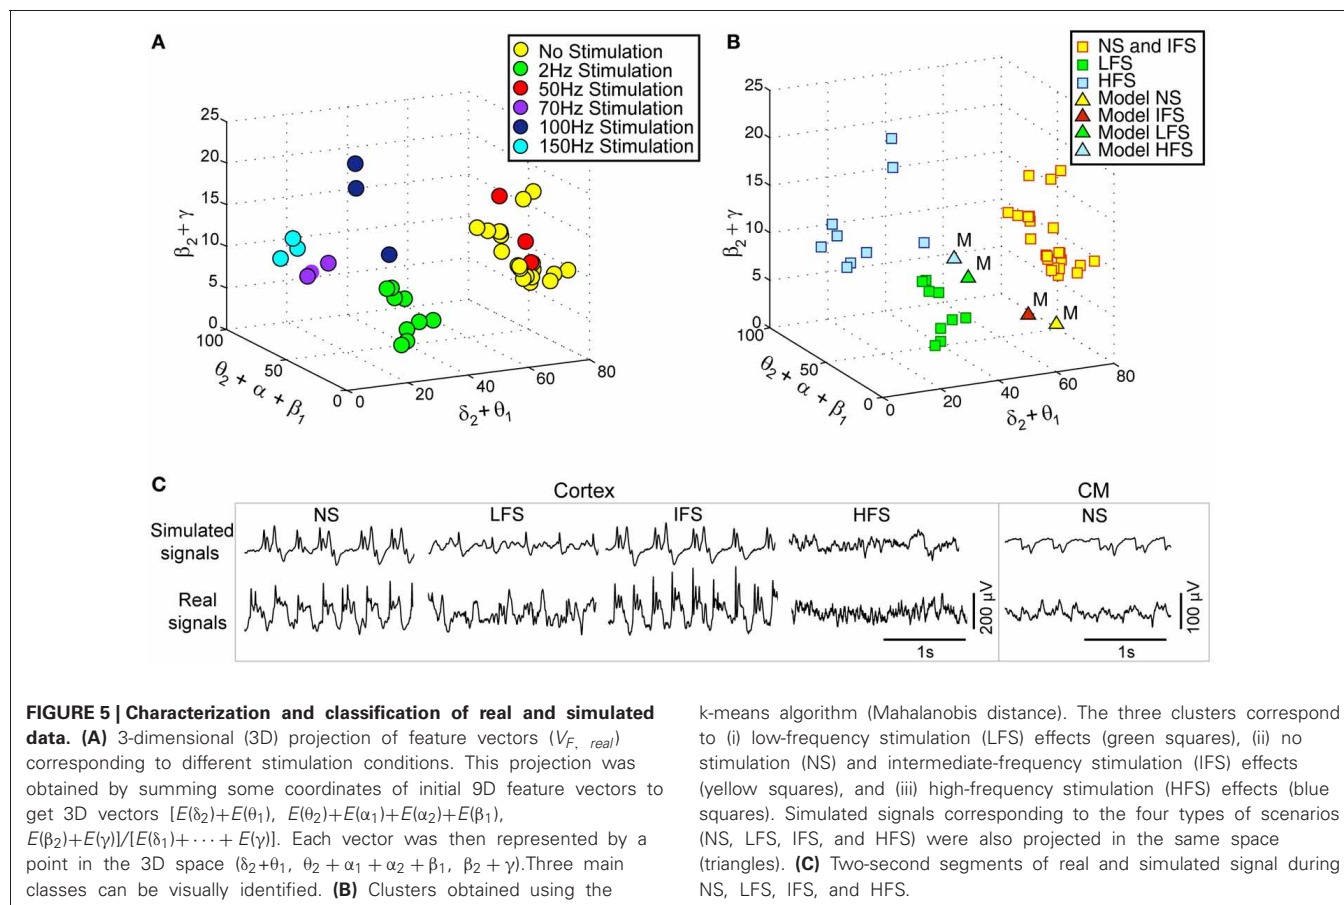 A
No Stimulation
2Hz Stimulation
50Hz Stimulation
70Hz Stimulation
100Hz Stimulation
150Hz Stimulation
25
20
15
10
5
0
β₂+γ
100
50
0
θ₂ + α + β₁
0
20
40
60
80
δ₂+θ₁
B
NS and IFS
LFS
HFS
Model NS
Model IFS
Model LFS
Model HFS
25
20
15
10
5
0
β₂+γ
M
M
M
M
100
50
0
θ₂ + α + β₁
0
20
40
60
80
δ₂+θ₁
C
Cortex
CM
NS
LFS
IFS
HFS
NS
Simulated
signals
Real
signals
200 µV
100 µV
1s
1s
FIGURE 5 | Characterization and classification of real and simulated
data. (A) 3-dimensional (3D) projection of feature vectors (V_F, real)
corresponding to different stimulation conditions. This projection was
obtained by summing some coordinates of initial 9D feature vectors to
get 3D vectors [E(δ₂)+E(θ₁), E(θ₂)+E(α₁)+E(α₂)+E(β₁),
E(β₂)+E(γ)]/[E(δ₁)+⋯+E(γ)]. Each vector was then represented by a
point in the 3D space (δ₂+θ₁, θ₂ + α₁ + α₂ + β₁, β₂ + γ).Three main
classes can be visually identified. (B) Clusters obtained using the
k-means algorithm (Mahalanobis distance). The three clusters correspond
to (i) low-frequency stimulation (LFS) effects (green squares), (ii) no
stimulation (NS) and intermediate-frequency stimulation (IFS) effects
(yellow squares), and (iii) high-frequency stimulation (HFS) effects (blue
squares). Simulated signals corresponding to the four types of scenarios
(NS, LFS, IFS, and HFS) were also projected in the same space
(triangles). (C) Two-second segments of real and simulated signal during
NS, LFS, IFS, and HFS.